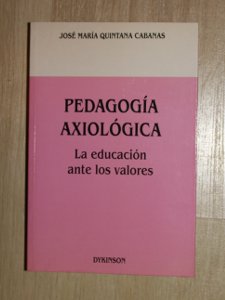 JOSÉ MARÍA QUINTANA CABANAS
PEDAGOGÍA
AXIOLÓGICA
La educación
ante los valores
DYKINSON